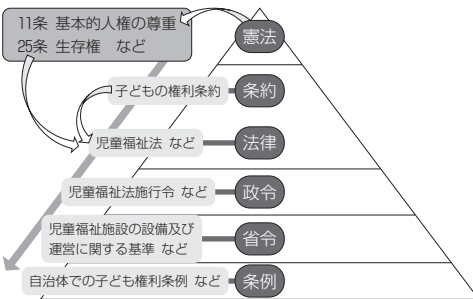 11条 基本的人権の尊重
25条 生存権 など
憲法
子どもの権利条約
条約
児童福祉法 など
法律
児童福祉法施行令 など
政令
児童福祉施設の設備及び
運営に関する基準 など
省令
自治体での子ども権利条例 など
条例